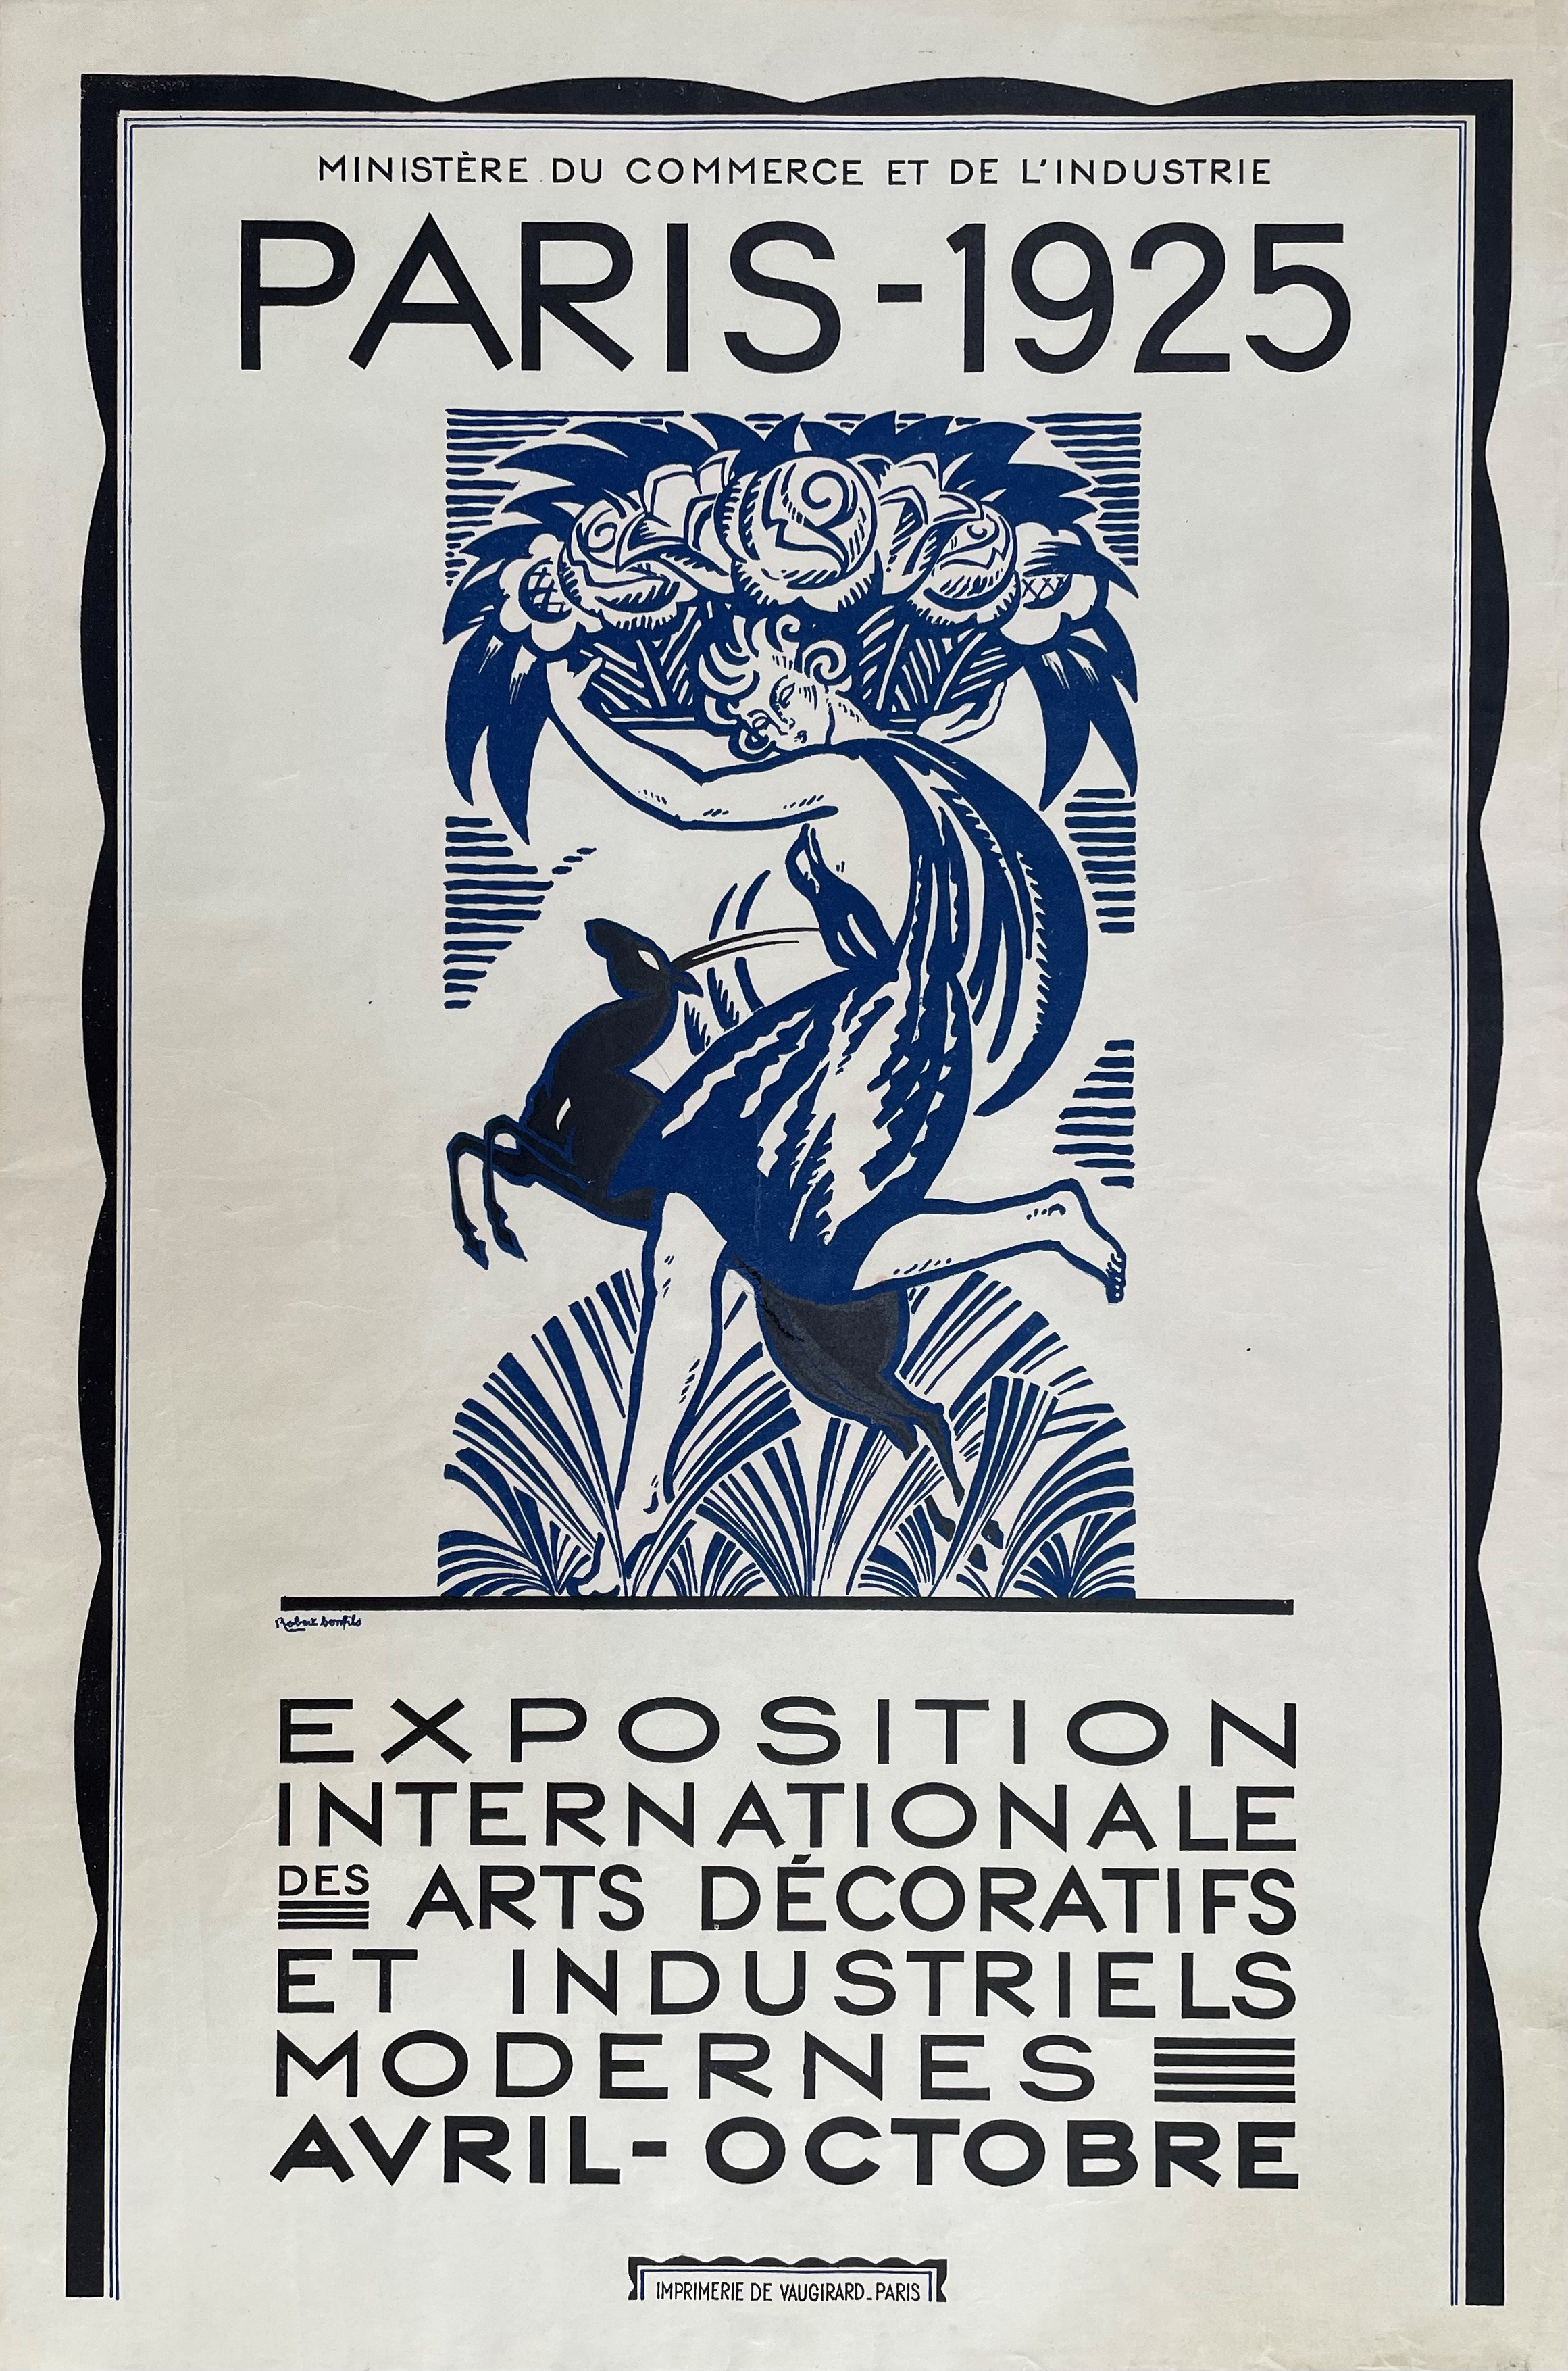 MINISTÈRE DU COMMERCE ET DE L'INDUSTRIE
PARIS-1925
Robert bonfils
EXPOSITION
INTERNATIONALE
DES ARTS DÉCORATIFS
ET INDUSTRIELS
MODERNES
AVRIL-OCTOBRE
IMPRIMERIE DE VAUGIRARD_PARIS